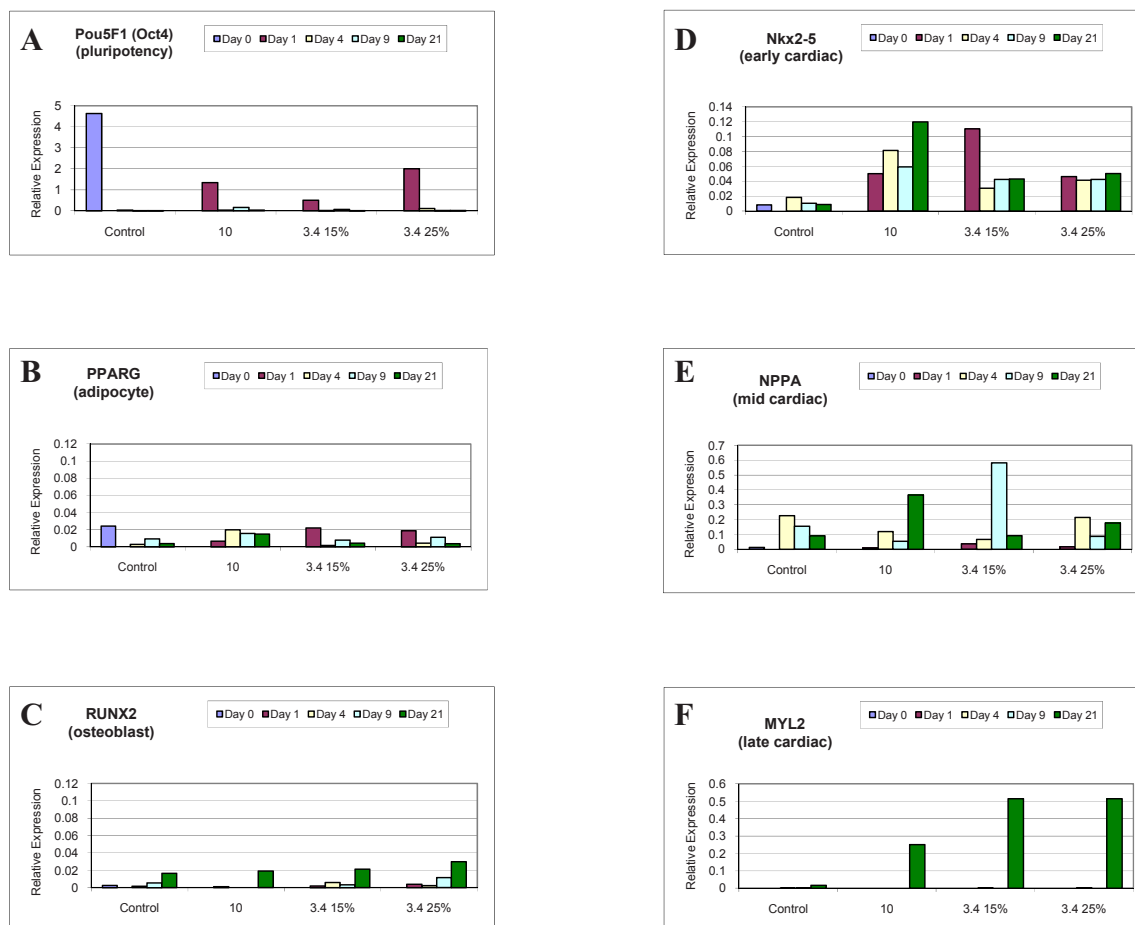 A
Pou5F1 (Oct4)
(pluripotency)
Day 0 Day 1 Day 4 Day 9 Day 21
Relative Expression
5
4
3
2
1
0
Control 10 3.4 15% 3.4 25%
B
PPARG
(adipocyte)
Day 0 Day 1 Day 4 Day 9 Day 21
Relative Expression
0.12
0.1
0.08
0.06
0.04
0.02
0
Control 10 3.4 15% 3.4 25%
C
RUNX2
(osteoblast)
Day 0 Day 1 Day 4 Day 9 Day 21
Relative Expression
0.12
0.1
0.08
0.06
0.04
0.02
0
Control 10 3.4 15% 3.4 25%
D
Nkx2-5
(early cardiac)
Day 0 Day 1 Day 4 Day 9 Day 21
Relative Expression
0.14
0.12
0.10
0.08
0.06
0.04
0.02
0
Control 10 3.4 15% 3.4 25%
E
NPPA
(mid cardiac)
Day 0 Day 1 Day 4 Day 9 Day 21
Relative Expression
0.7
0.6
0.5
0.4
0.3
0.2
0.1
0
Control 10 3.4 15% 3.4 25%
F
MYL2
(late cardiac)
Day 0 Day 1 Day 4 Day 9 Day 21
Relative Expression
0.6
0.5
0.4
0.3
0.2
0.1
0
Control 10 3.4 15% 3.4 25%